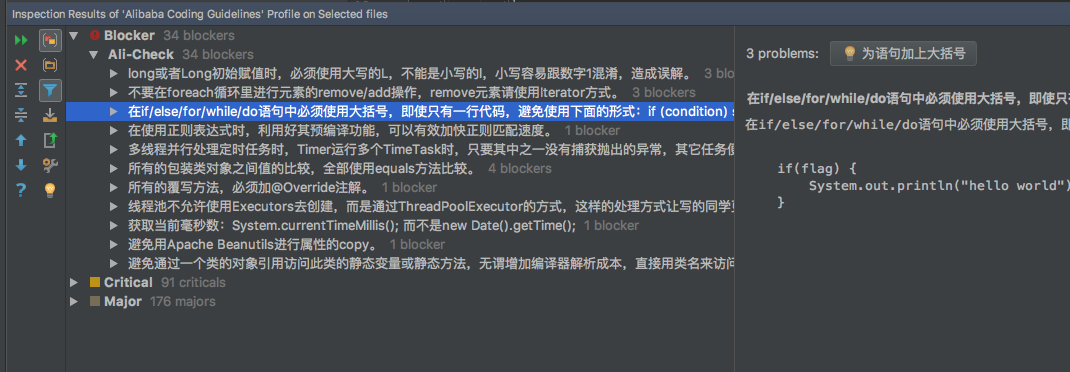 Inspection Results of 'Alibaba Coding Guidelines' Profile on Selected files
Blocker 34 blockers
Ali-Check 34 blockers
long或者Long初始赋值时，必须使用大写的L，不能是小写的l，小写容易跟数字1混淆，造成误解。 3 blo
不要在foreach循环里进行元素的remove/add操作，remove元素请使用Iterator方式。 3 blockers
在if/else/for/while/do语句中必须使用大括号，即使只有一行代码，避免使用下面的形式：if (condition) s
在使用正则表达式时，利用好其预编译功能，可以有效加快正则匹配速度。 1 blocker
多线程并行处理定时任务时，Timer运行多个TimeTask时，只要其中之一没有捕获抛出的异常，其它任务便
所有的包装类对象之间值的比较，全部使用equals方法比较。 4 blockers
所有的覆写方法，必须加@Override注解。 1 blocker
线程池不允许使用Executors去创建，而是通过ThreadPoolExecutor的方式，这样的处理方式让写的同学更
获取当前毫秒数：System.currentTimeMillis(); 而不是new Date().getTime(); 1 blocker
避免用Apache Beanutils进行属性的copy。 1 blocker
避免通过一个类的对象引用访问此类的静态变量或静态方法，无谓增加编译器解析成本，直接用类名来访问
Critical 91 criticals
Major 176 majors
3 problems: 为语句加上大括号
在if/else/for/while/do语句中必须使用大括号，即使只
在if/else/for/while/do语句中必须使用大括号，即
if(flag) {
System.out.println("hello world")
}